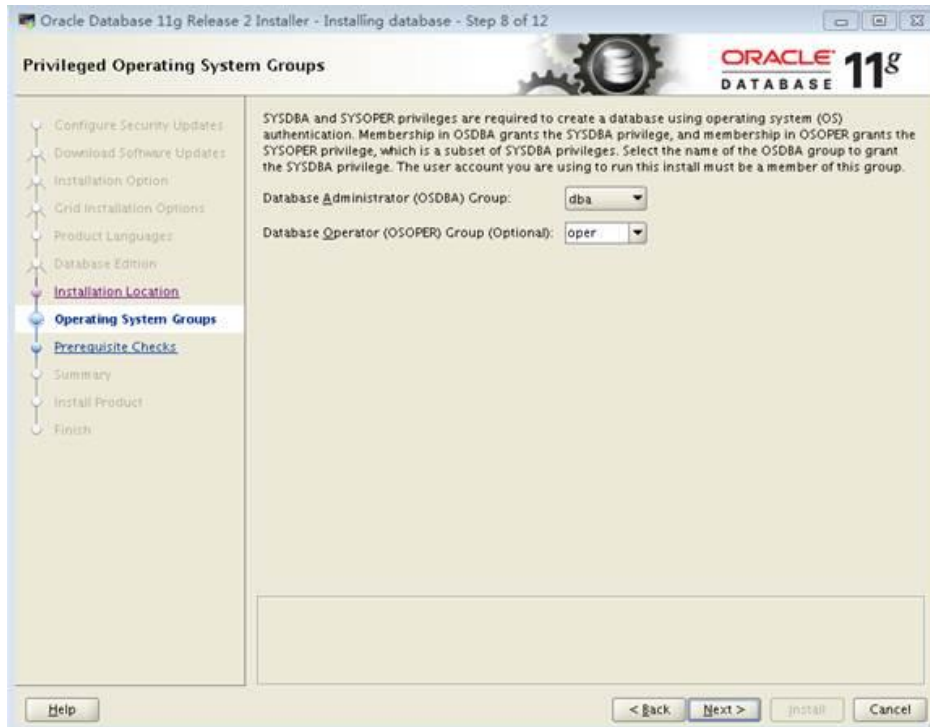 Oracle Database 11g Release 2 Installer - Installing database - Step 8 of 12
Privileged Operating System Groups
ORACLE
DATABASE
11g
Configure Security Updates
Download Software Updates
Installation Option
Grid Installation Options
Product Languages
Database Edition
Installation Location
Operating System Groups
Prerequisite Checks
Summary
Install Product
Finish
SYSDBA and SYSOPER privileges are required to create a database using operating system (OS)
authentication. Membership in OSDBA grants the SYSDBA privilege, and membership in OSOPER grants the
SYSOPER privilege, which is a subset of SYSDBA privileges. Select the name of the OSDBA group to grant
the SYSDBA privilege. The user account you are using to run this install must be a member of this group.
Database Administrator (OSDBA) Group: dba
Database Operator (OSOPER) Group (Optional): oper
Help
< Back
Next >
Install
Cancel